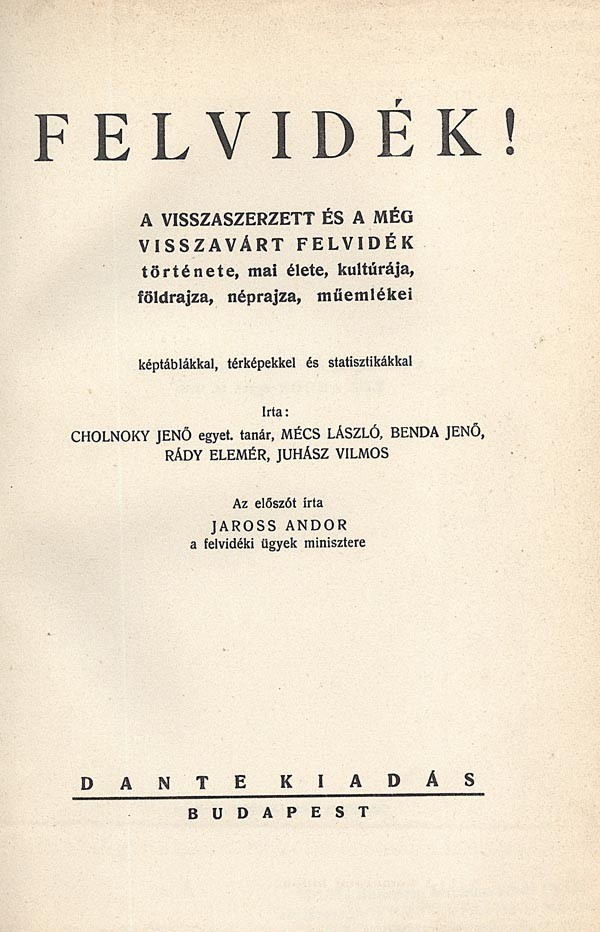 FELVIDÉK!
A VISSZASZERZETT ÉS A MÉG
VISSZAVÁRT FELVIDÉK
története, mai élete, kultúrája,
földrajza, néprajza, műemlékei
képtáblákkal, térképekkel és statisztikákkal
Irta:
CHOLNOKY JENŐ egyet. tanár, MÉCS LÁSZLÓ, BENDA JENŐ,
RÁDY ELEMÉR, JUHÁSZ VILMOS
Az előszót írta
JAROSS ANDOR
a felvidéki ügyek minisztere
DANTE KIADÁS
BUDAPEST